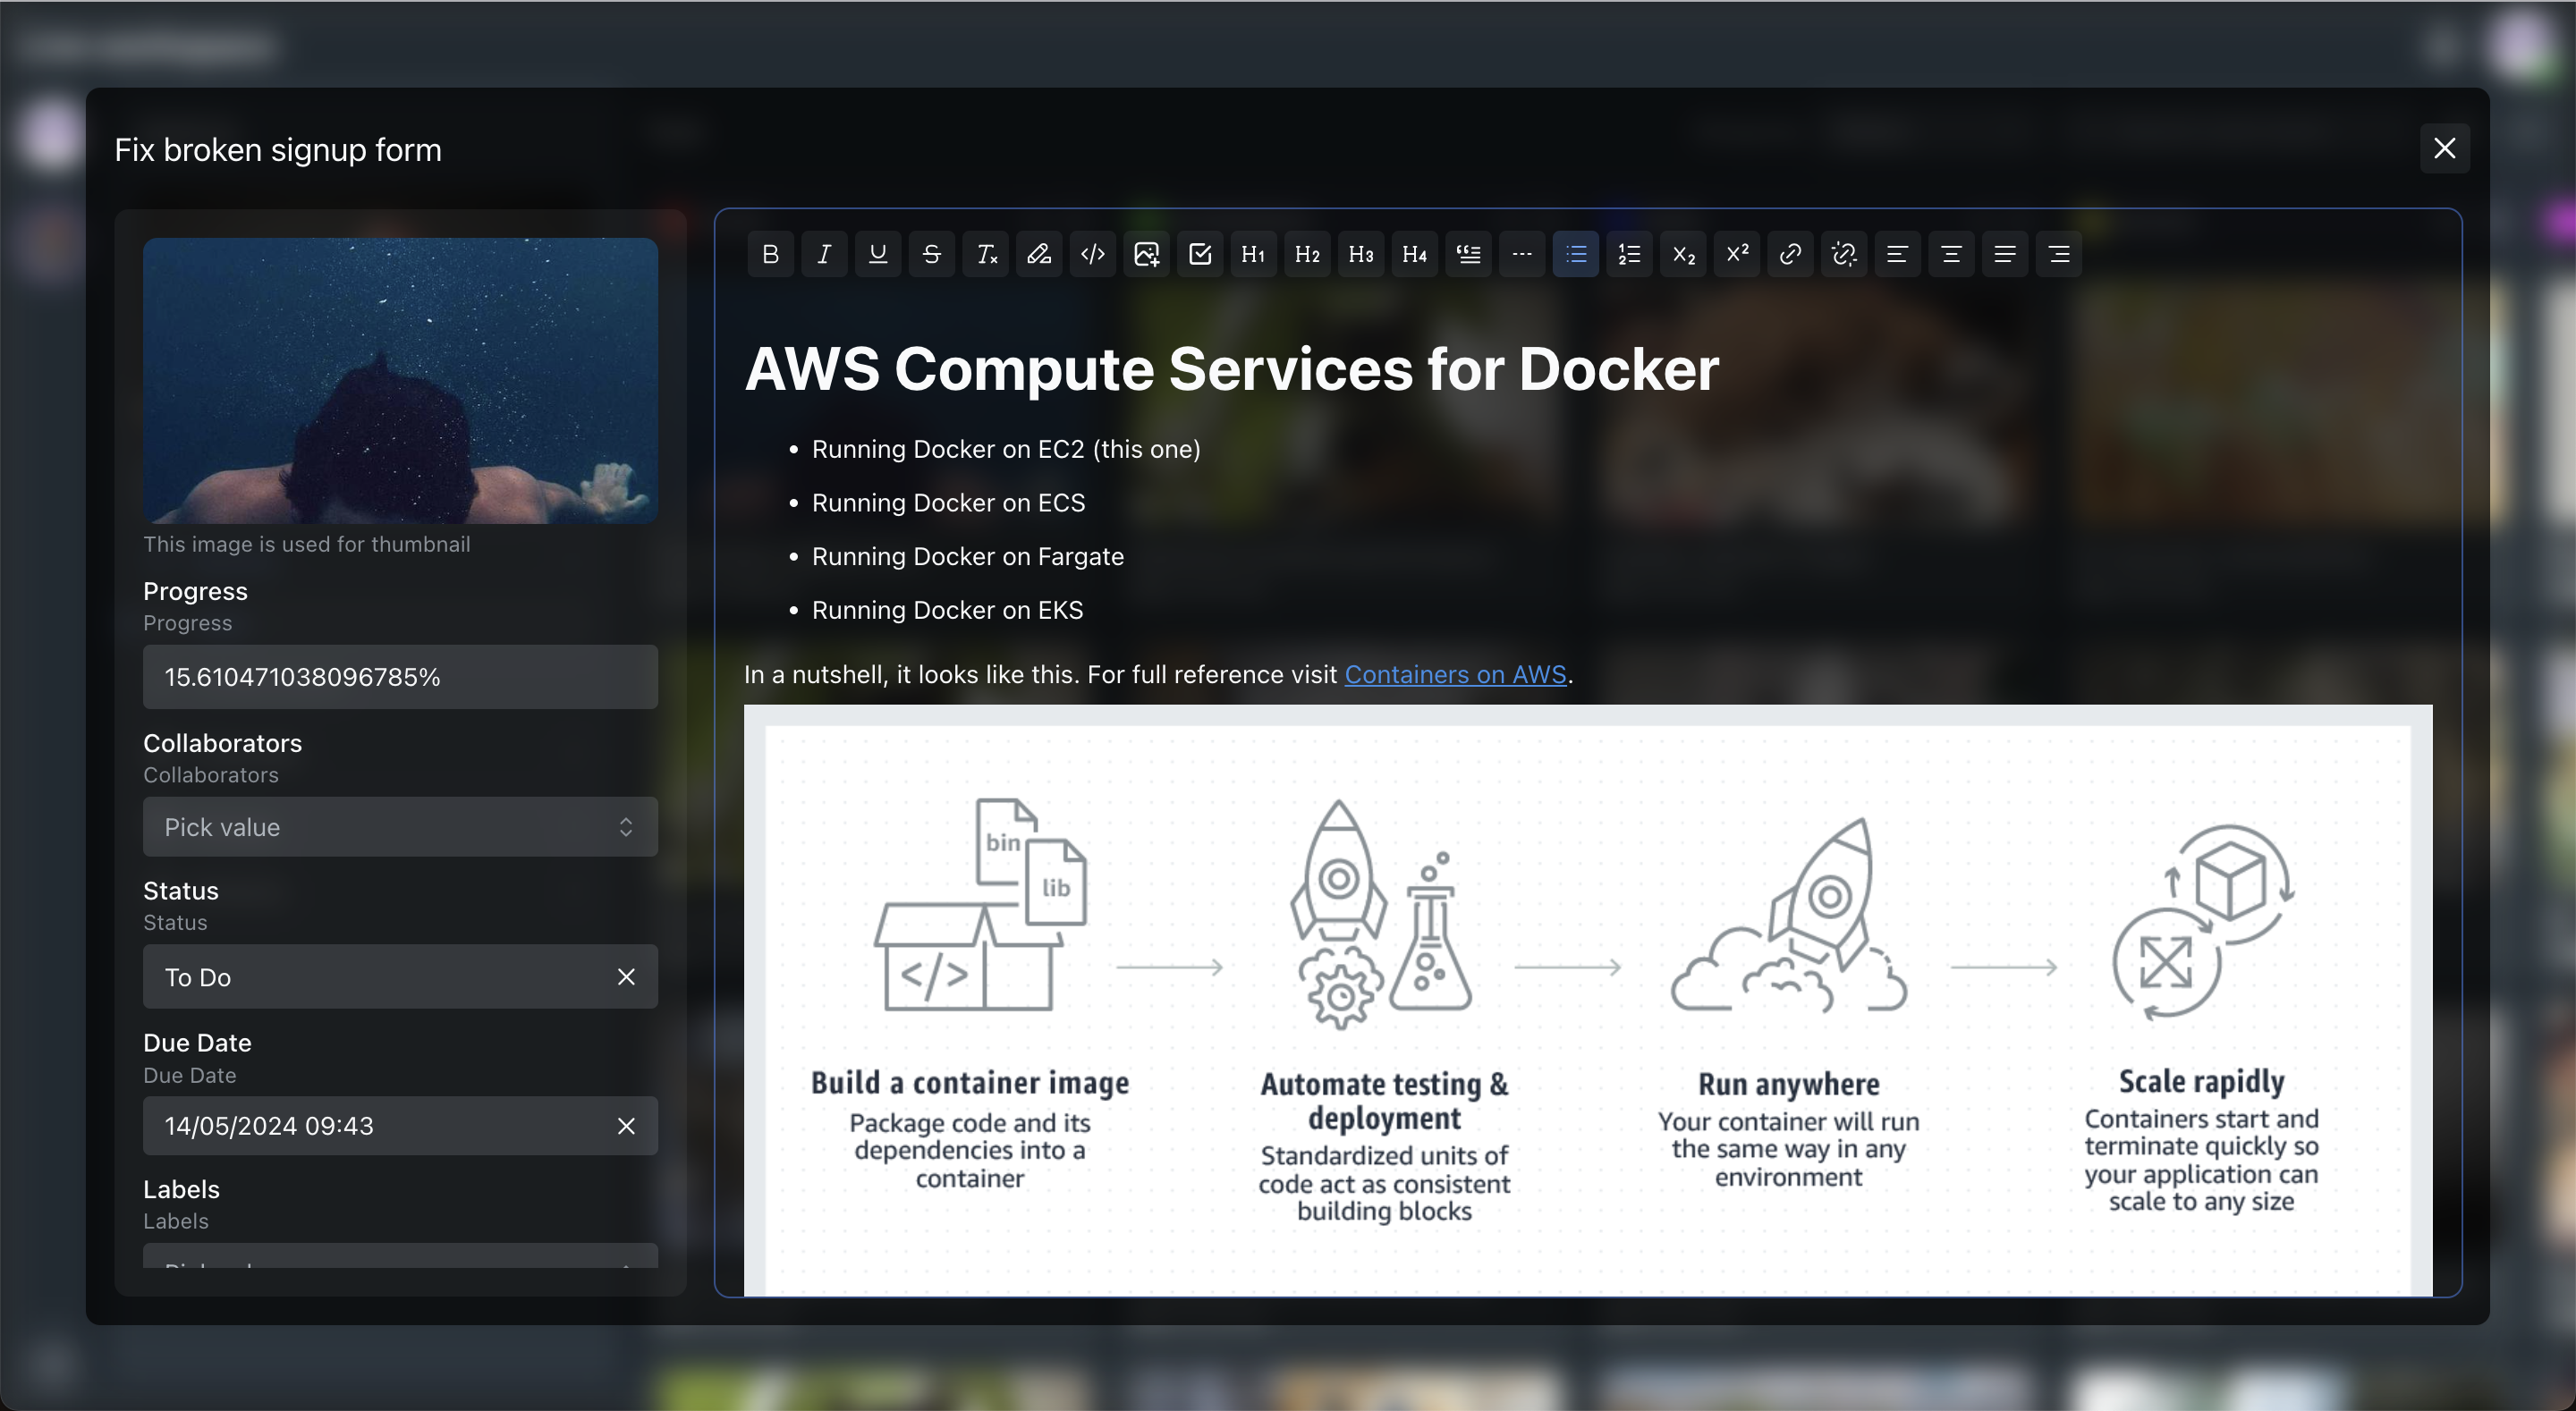 Fix broken signup form
This image is used for thumbnail
Progress
Progress
15.610471038096785%
Collaborators
Collaborators
Pick value
Status
Status
To Do
Due Date
Due Date
14/05/2024 09:43
Labels
Labels
B I U S Tx </> H1 H2 H3 H4 X2 X2
AWS Compute Services for Docker
• Running Docker on EC2 (this one)
• Running Docker on ECS
• Running Docker on Fargate
• Running Docker on EKS
In a nutshell, it looks like this. For full reference visit Containers on AWS.
bin
lib
</>
Build a container image
Package code and its
dependencies into a
container
Automate testing &
deployment
Standardized units of
code act as consistent
building blocks
Run anywhere
Your container will run
the same way in any
environment
Scale rapidly
Containers start and
terminate quickly so
your application can
scale to any size